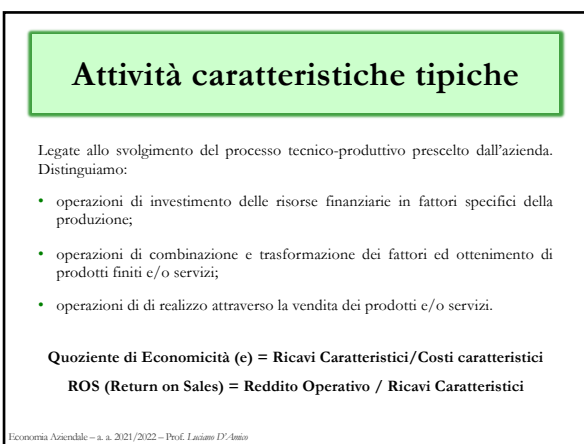 Attività caratteristiche tipiche
Legate allo svolgimento del processo tecnico-produttivo prescelto dall'azienda.
Distinguiamo:
• operazioni di investimento delle risorse finanziarie in fattori specifici della
produzione;
• operazioni di combinazione e trasformazione dei fattori ed ottenimento di
prodotti finiti e/o servizi;
• operazioni di di realizzo attraverso la vendita dei prodotti e/o servizi.
Quoziente di Economicità (e) = Ricavi Caratteristici/Costi caratteristici
ROS (Return on Sales) = Reddito Operativo / Ricavi Caratteristici
Economia Aziendale – a. a. 2021/2022 – Prof. Luciano D'Amico